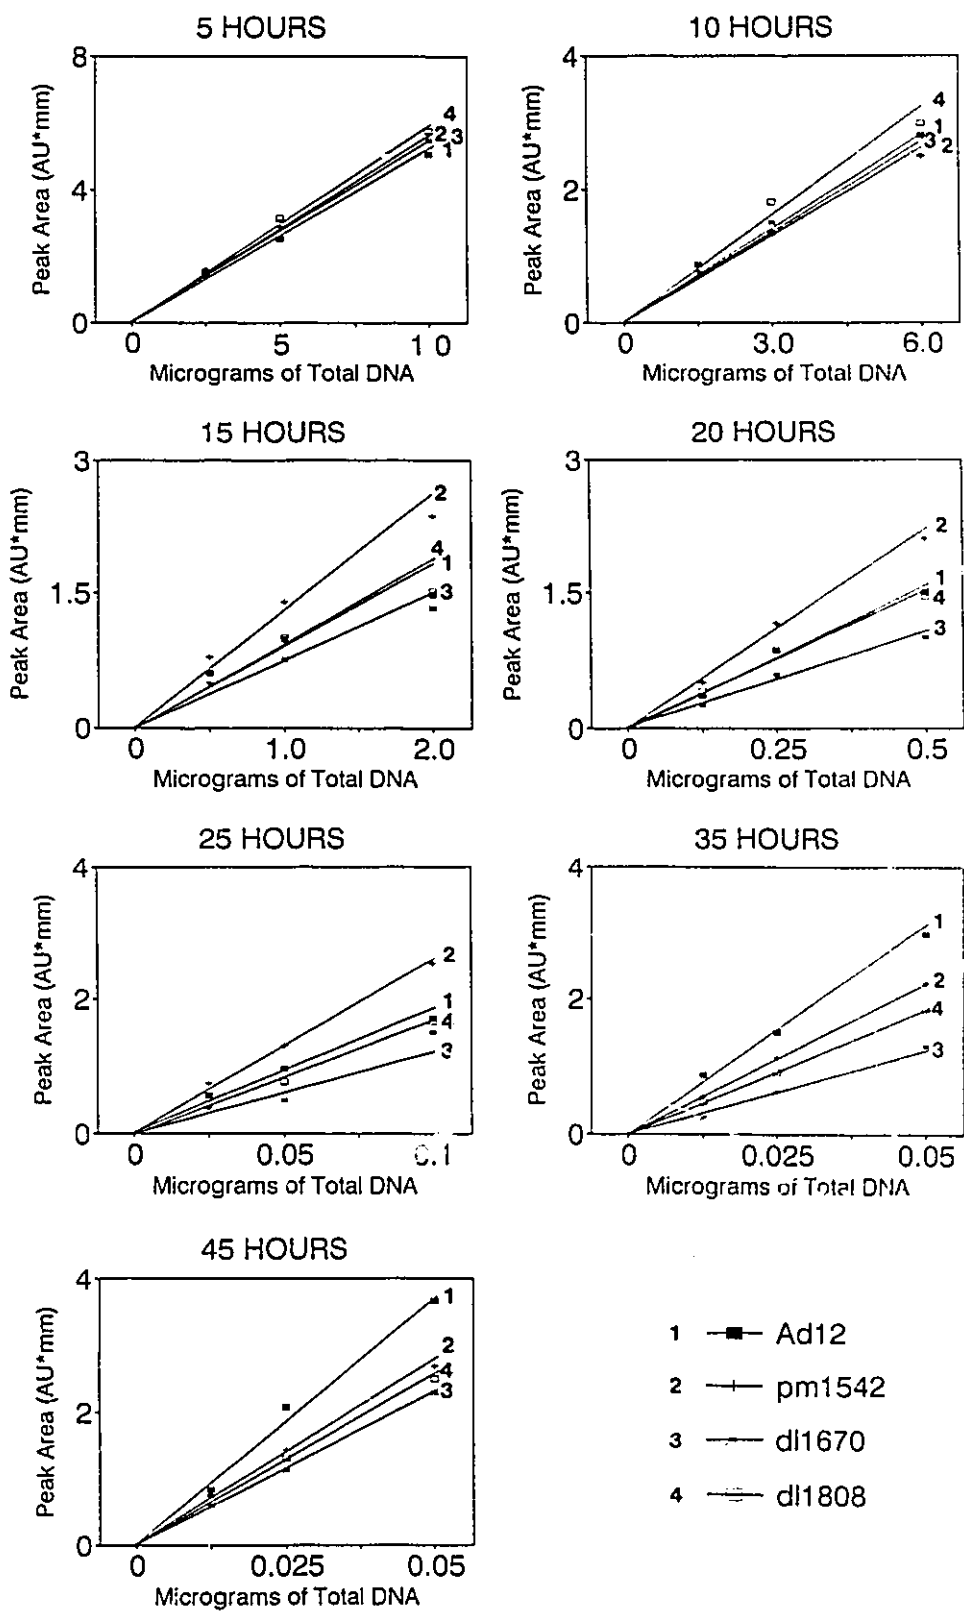 5 HOURS
Peak Area (AU*mm)
8
4
0
4
2 3
1
0 5 1 0
Micrograms of Total DNA
10 HOURS
Peak Area (AU*mm)
4
2
0
4
1
3 2
0 3.0 6.0
Micrograms of Total DNA
15 HOURS
Peak Area (AU*mm)
3
1.5
0
2
4
1
3
0 1.0 2.0
Micrograms of Total DNA
20 HOURS
Peak Area (AU*mm)
3
1.5
0
2
1
4
3
0 0.25 0.5
Micrograms of Total DNA
25 HOURS
Peak Area (AU*mm)
4
2
0
2
1
4
3
0 0.05 0.1
Micrograms of Total DNA
35 HOURS
Peak Area (AU*mm)
4
2
0
1
2
4
3
0 0.025 0.05
Micrograms of Total DNA
45 HOURS
Peak Area (AU*mm)
4
2
0
1
2
4
3
0 0.025 0.05
Micrograms of Total DNA
1 Ad12
2 pm1542
3 dl1670
4 dl1808